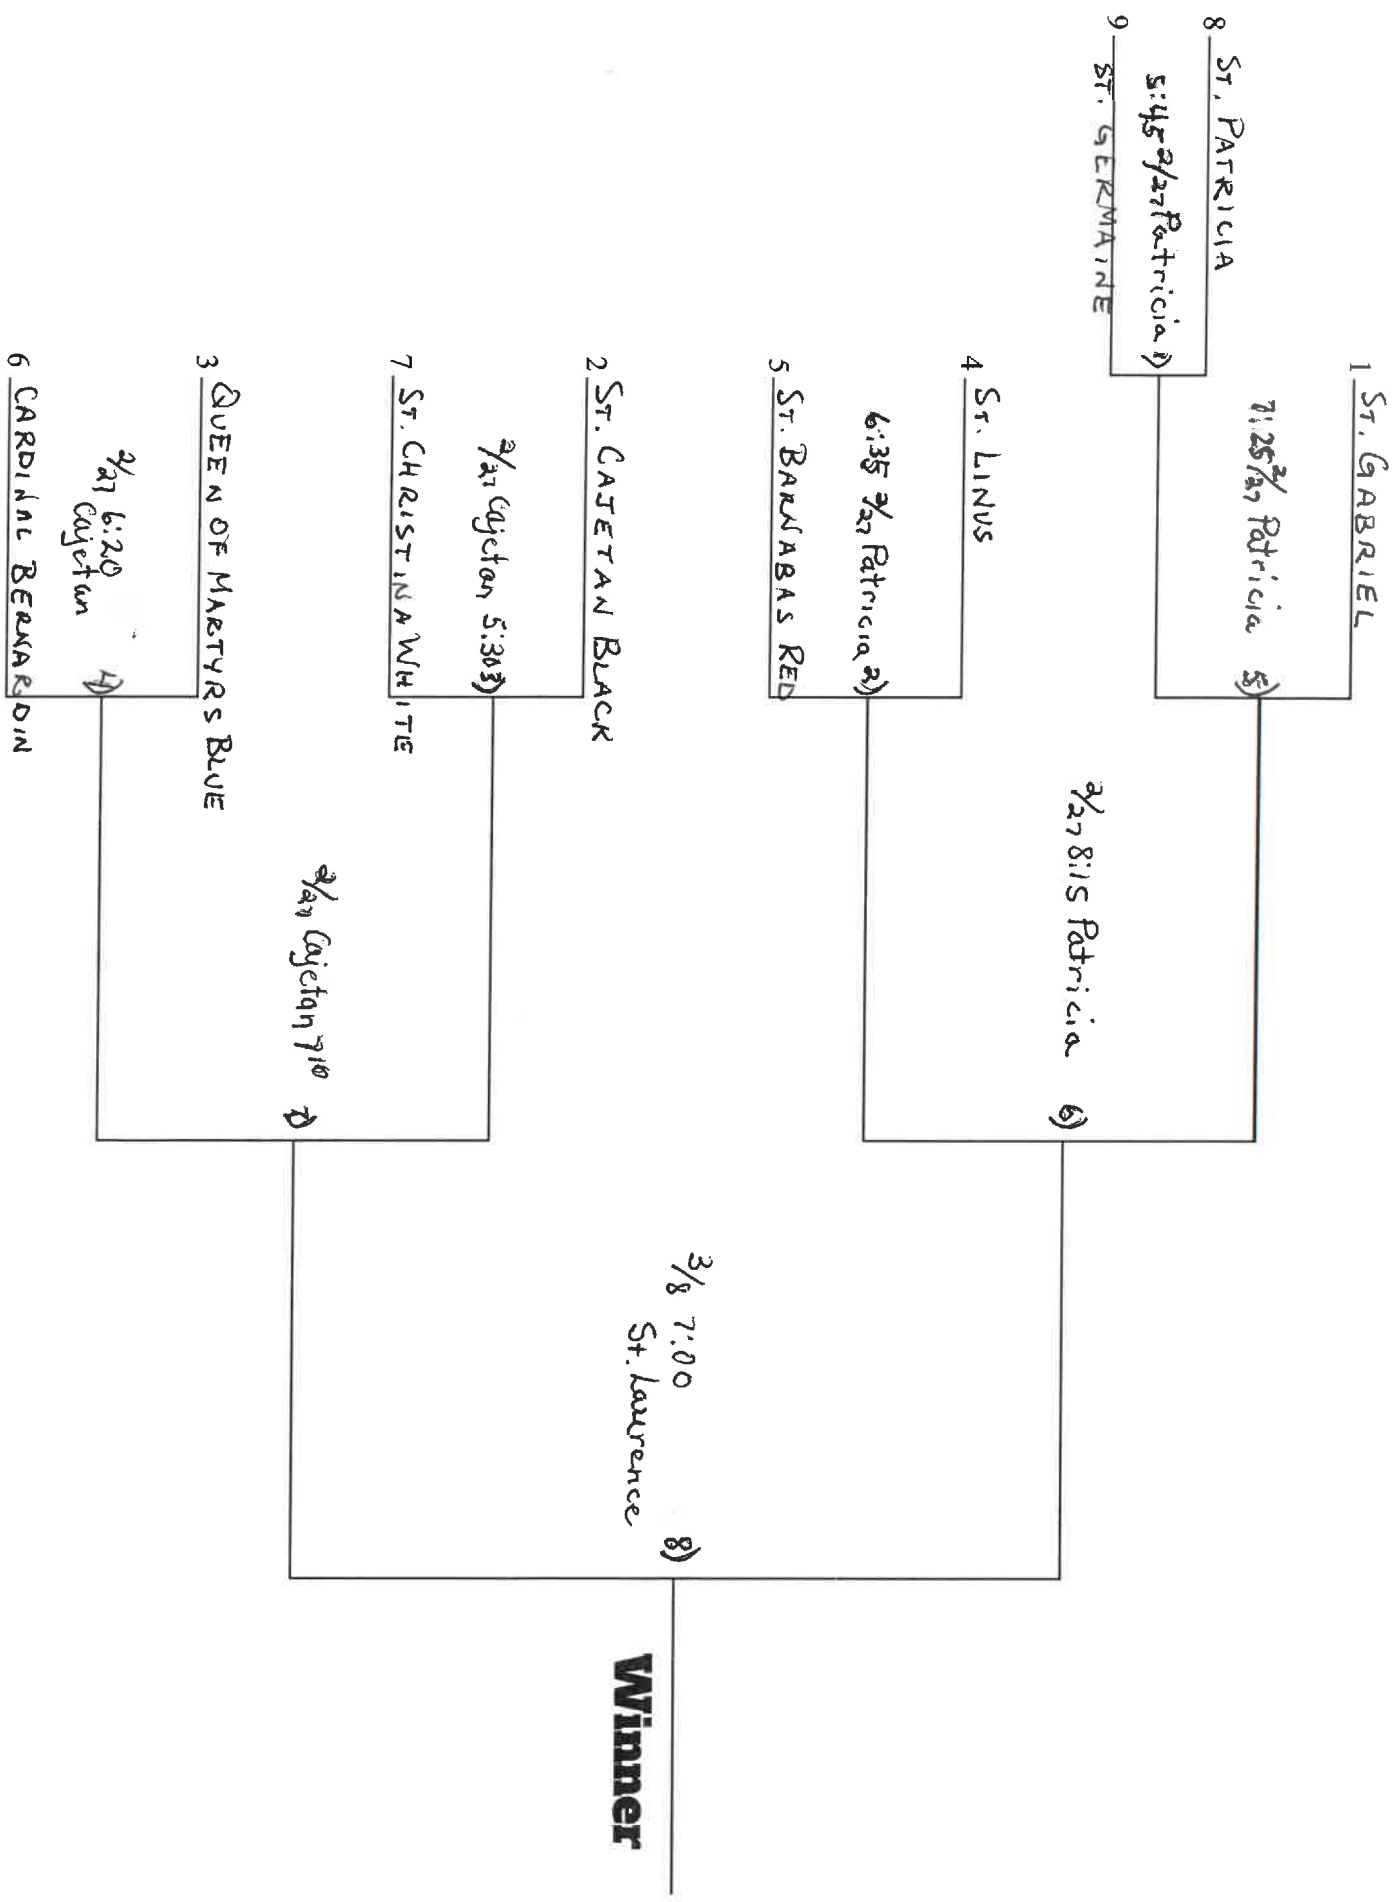 1 ST. GABRIEL
7:25 2/27 Patricia 5)
8 ST. PATRICIA
5:45 2/27 Patricia 1)
9 ST. GERMAINE
2/27 8:15 Patricia 6)
4 ST. LINUS
6:35 2/27 Patricia 2)
5 ST. BARNABAS RED
3/8 7:00
St. Laurence 8)
Winner
2 ST. CAJETAN BLACK
2/27 Cajetan 5:30 3)
7 ST. CHRISTINA WHITE
2/27 Cajetan 7:10 7)
3 QUEEN OF MARTYRS BLUE
2/27 6:20
Cajetan 4)
6 CARDINAL BERNARDIN